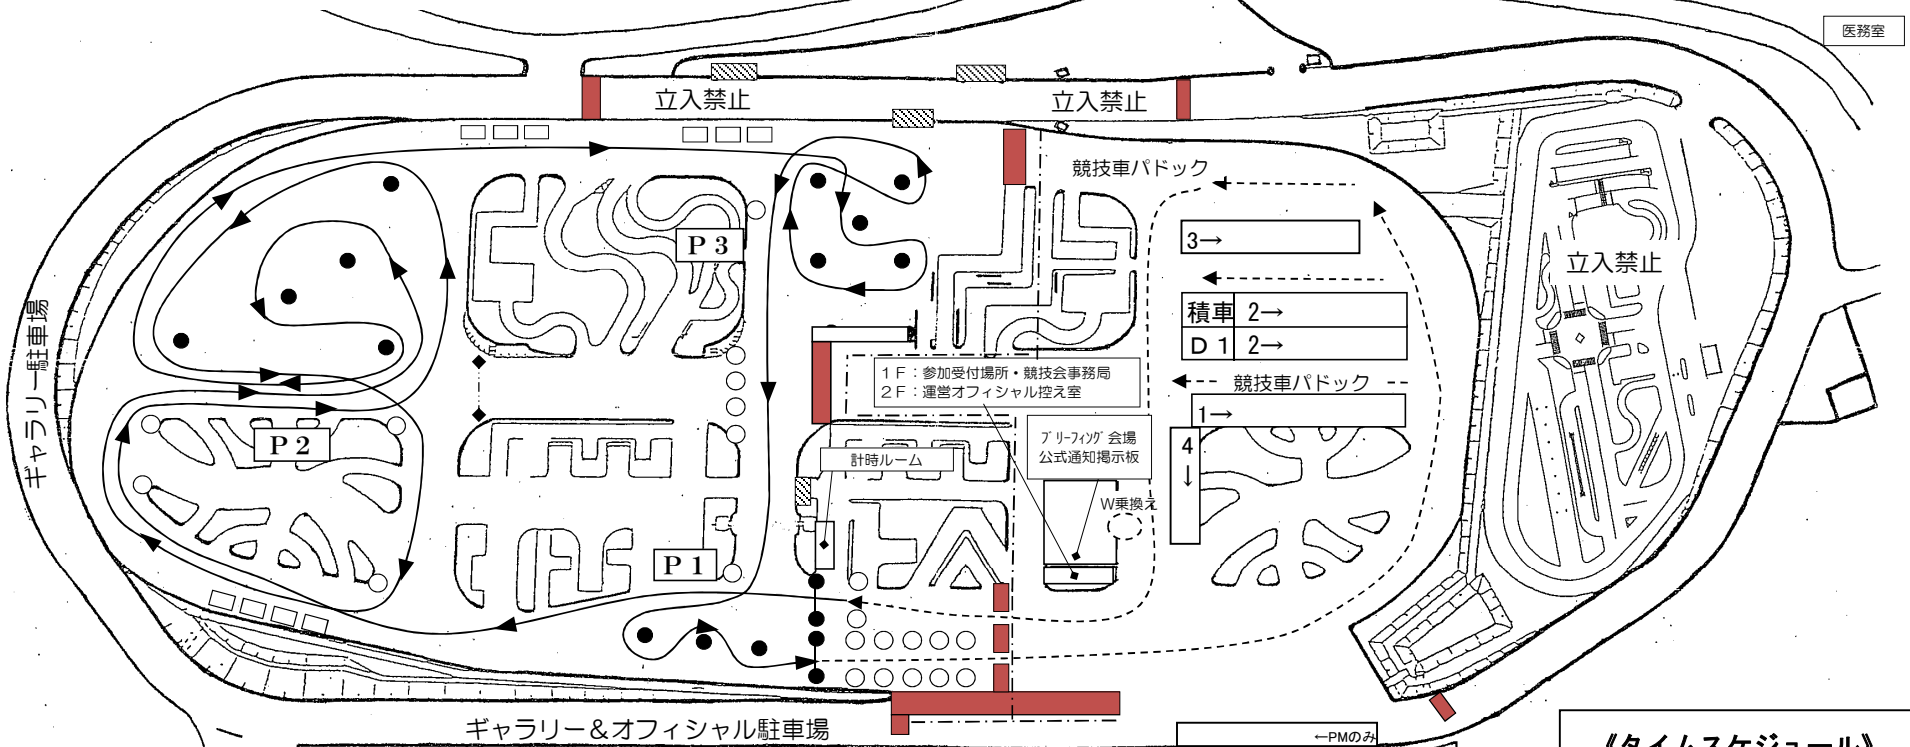 医務室
立入禁止
立入禁止
競技車パドック
P 3
3→
立入禁止
積車 2→
D 1 2→
ギャラリー駐車場
1F：参加受付場所・競技会事務局
2F：運営オフィシャル控え室
←-- 競技車パドック --
1→
P 2
ブリーフィング会場
公式通知掲示板
4
↓
計時ルーム
W乗換え
P 1
ギャラリー＆オフィシャル駐車場
←PMのみ
《タイムスケジュール》